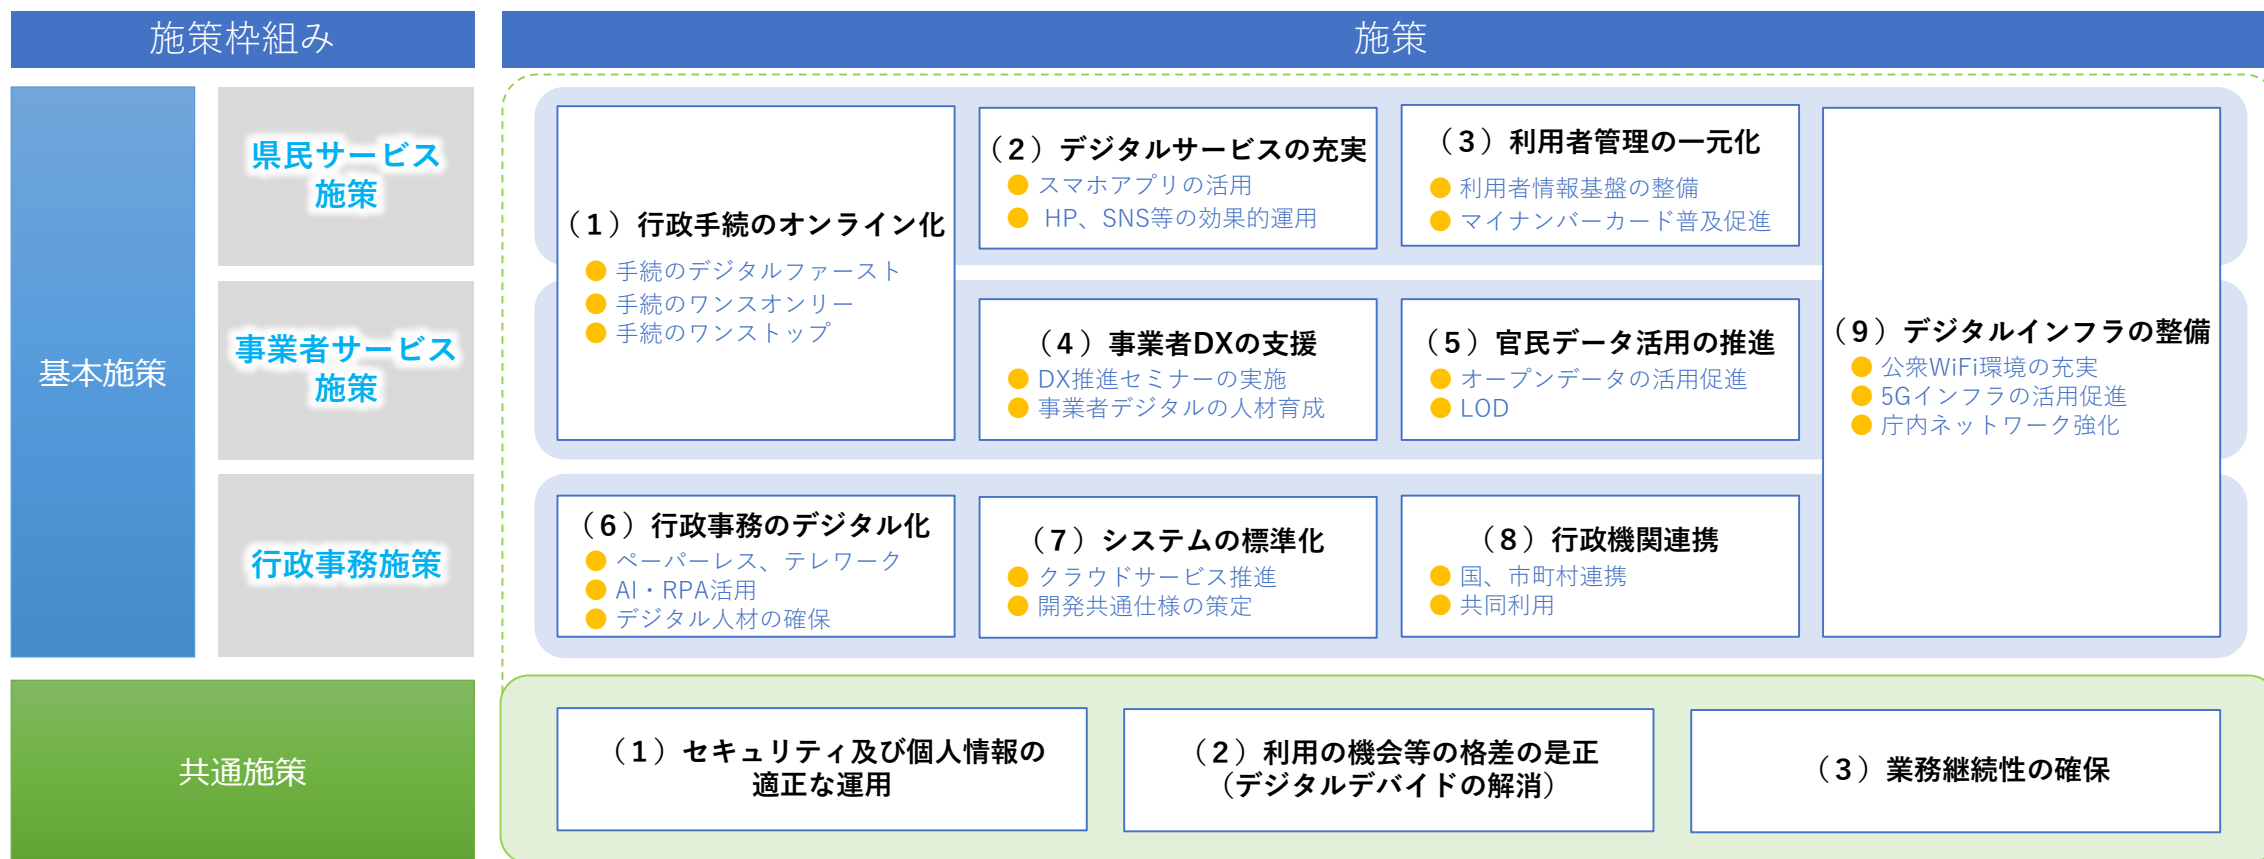 施策枠組み
施策
基本施策
県民サービス
施策
事業者サービス
施策
行政事務施策
（１）行政手続のオンライン化
手続のデジタルファースト
手続のワンスオンリー
手続のワンストップ
（２）デジタルサービスの充実
スマホアプリの活用
HP、SNS等の効果的運用
（３）利用者管理の一元化
利用者情報基盤の整備
マイナンバーカード普及促進
（４）事業者DXの支援
DX推進セミナーの実施
事業者デジタルの人材育成
（５）官民データ活用の推進
オープンデータの活用促進
LOD
（６）行政事務のデジタル化
ペーパーレス、テレワーク
AI・RPA活用
デジタル人材の確保
（７）システムの標準化
クラウドサービス推進
開発共通仕様の策定
（８）行政機関連携
国、市町村連携
共同利用
（９）デジタルインフラの整備
公衆WiFi環境の充実
5Gインフラの活用促進
庁内ネットワーク強化
共通施策
（１）セキュリティ及び個人情報の
適正な運用
（２）利用の機会等の格差の是正
（デジタルデバイドの解消）
（３）業務継続性の確保